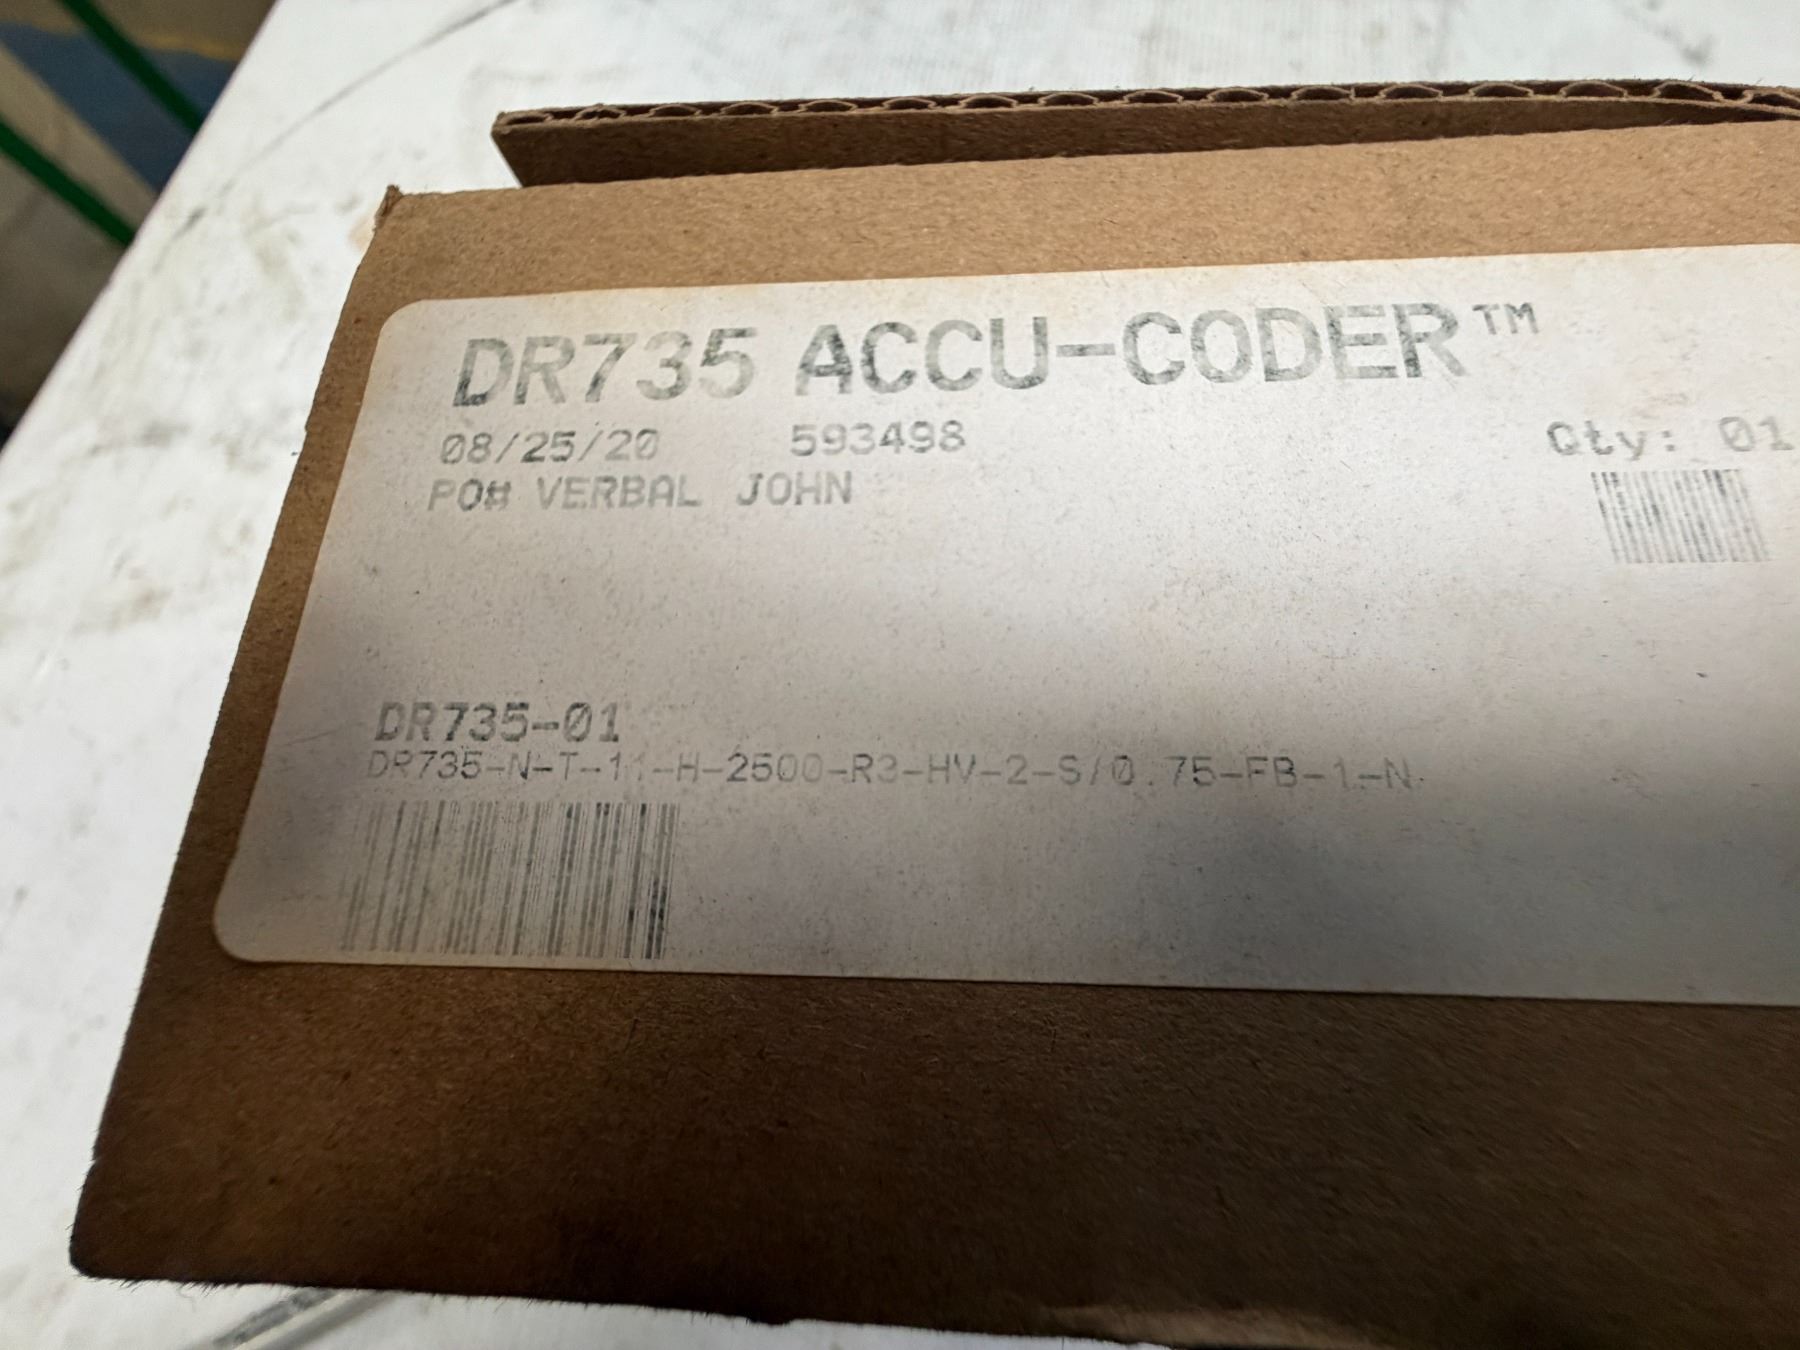 DR735 ACCU-CODER™
08/25/20 593498 Qty: 01
PO# VERBAL JOHN
DR735-01
DR735-N-T-11-H-2500-R3-HV-2-S/0.75-FB-1-N